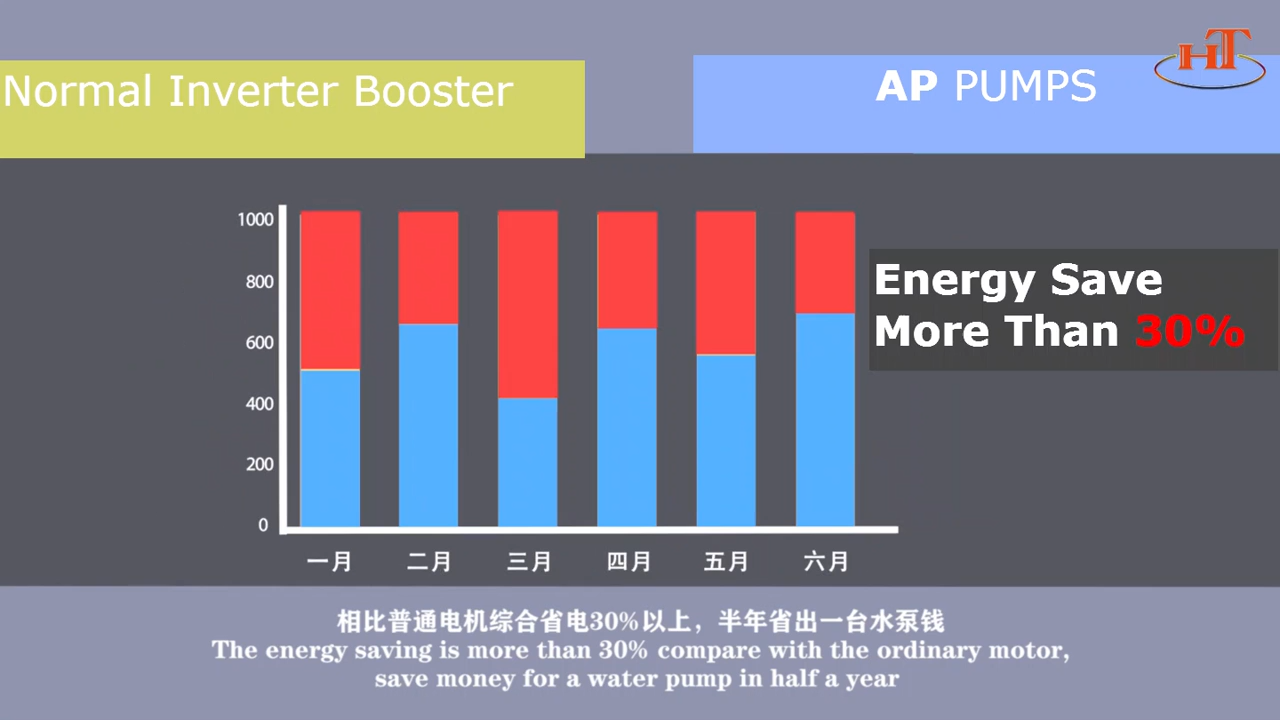 Normal Inverter Booster
AP PUMPS
HT
1000
800
600
400
200
0
一月 二月 三月 四月 五月 六月
Energy Save
More Than 30%
相比普通电机综合省电30%以上，半年省出一台水泵钱
The energy saving is more than 30% compare with the ordinary motor,
save money for a water pump in half a year